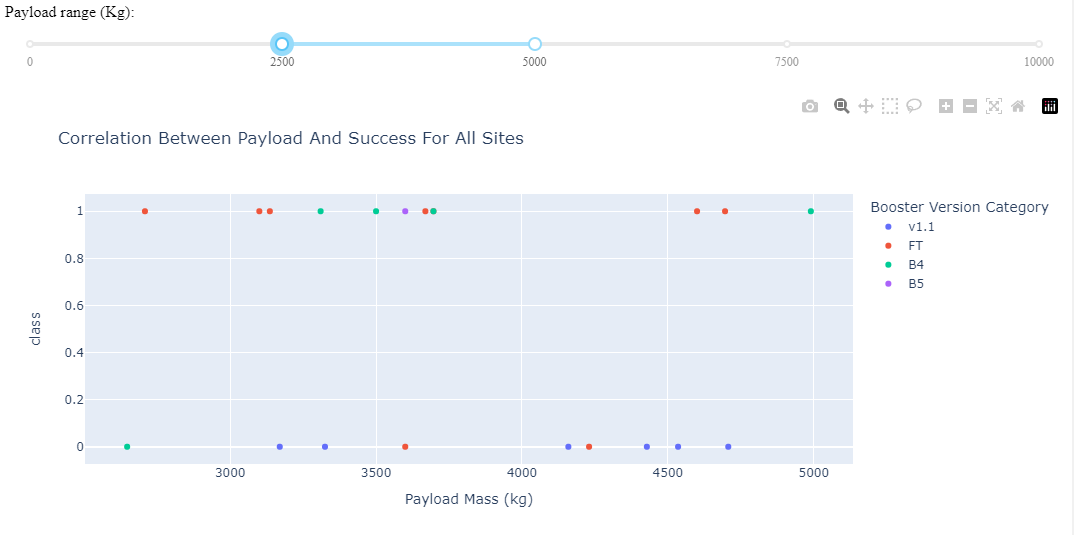 Payload range (Kg):
0 2500 5000 7500 10000
Correlation Between Payload And Success For All Sites
1
0.8
0.6
0.4
0.2
0
class
3000 3500 4000 4500 5000
Payload Mass (kg)
Booster Version Category
v1.1
FT
B4
B5